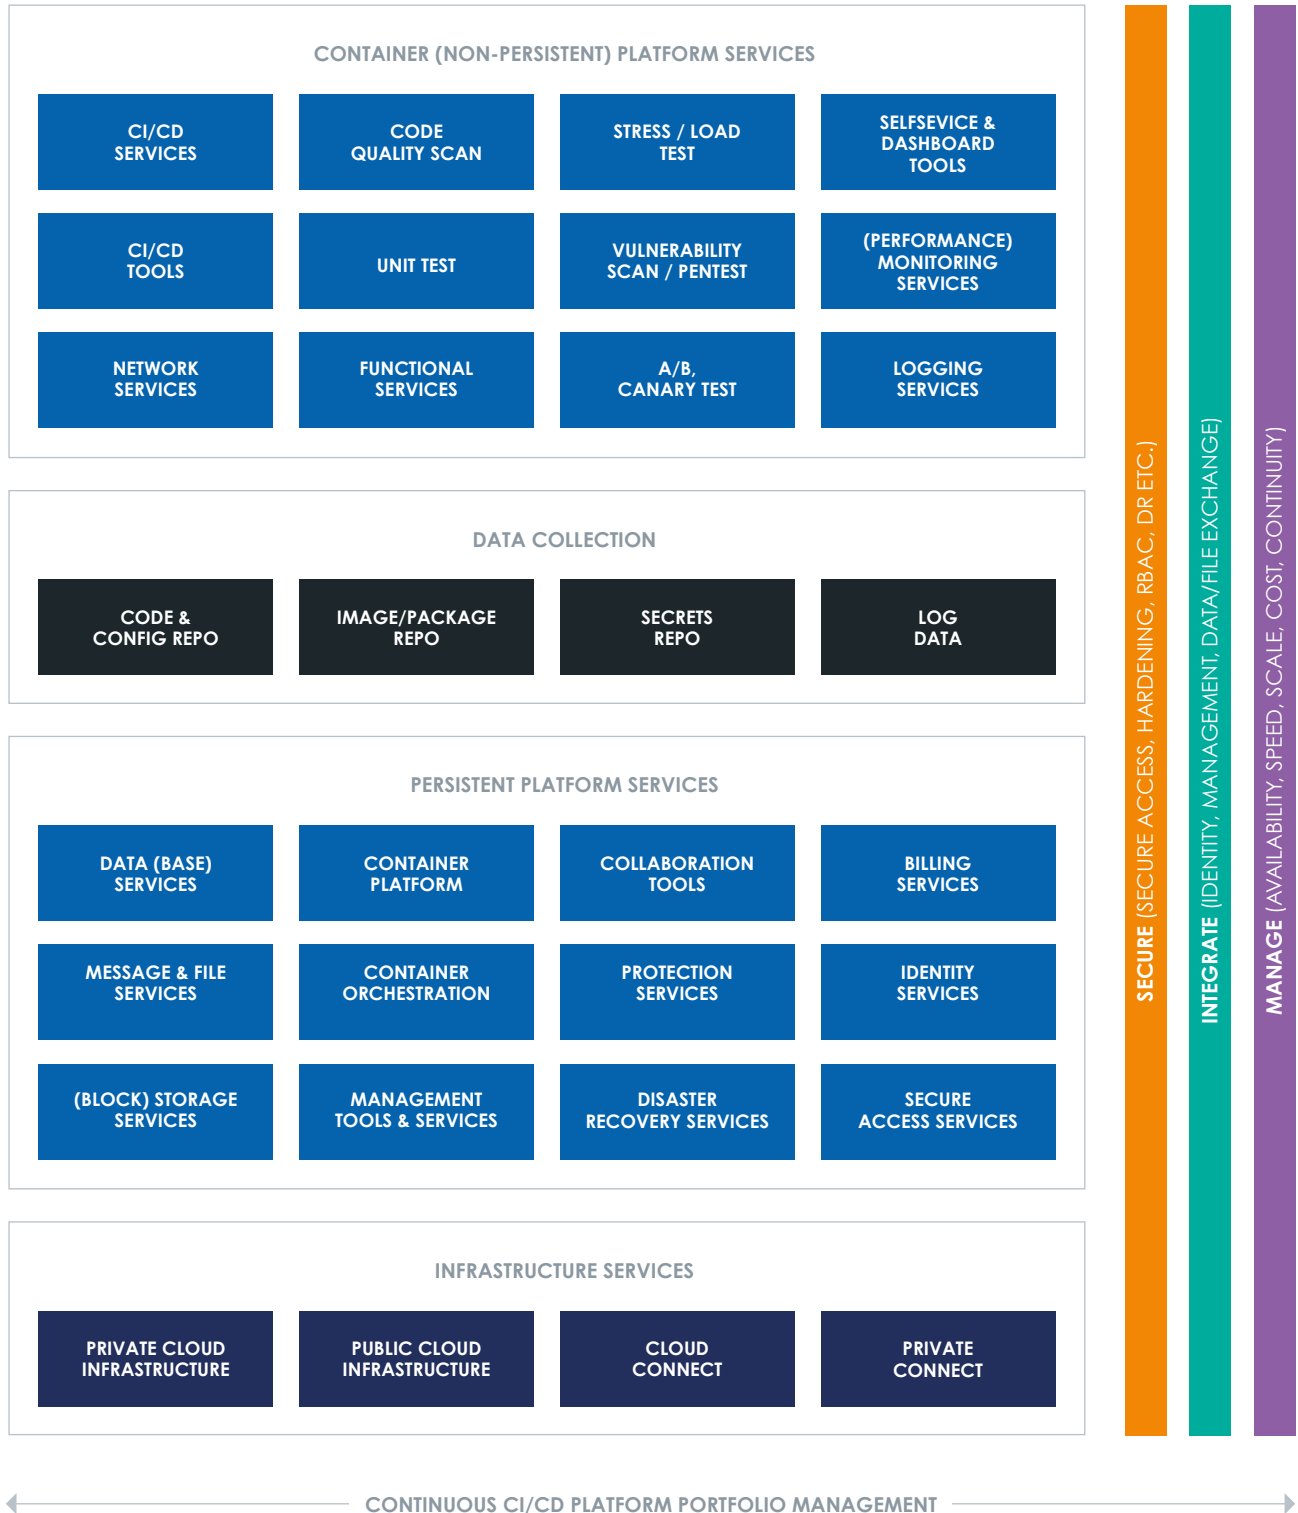 CONTAINER (NON-PERSISTENT) PLATFORM SERVICES
CI/CD
SERVICES
CODE
QUALITY SCAN
STRESS / LOAD
TEST
SELFSEVICE &
DASHBOARD
TOOLS
CI/CD
TOOLS
UNIT TEST
VULNERABILITY
SCAN / PENTEST
(PERFORMANCE)
MONITORING
SERVICES
NETWORK
SERVICES
FUNCTIONAL
SERVICES
A/B,
CANARY TEST
LOGGING
SERVICES
DATA COLLECTION
CODE &
CONFIG REPO
IMAGE/PACKAGE
REPO
SECRETS
REPO
LOG
DATA
PERSISTENT PLATFORM SERVICES
DATA (BASE)
SERVICES
CONTAINER
PLATFORM
COLLABORATION
TOOLS
BILLING
SERVICES
MESSAGE & FILE
SERVICES
CONTAINER
ORCHESTRATION
PROTECTION
SERVICES
IDENTITY
SERVICES
(BLOCK) STORAGE
SERVICES
MANAGEMENT
TOOLS & SERVICES
DISASTER
RECOVERY SERVICES
SECURE
ACCESS SERVICES
INFRASTRUCTURE SERVICES
PRIVATE CLOUD
INFRASTRUCTURE
PUBLIC CLOUD
INFRASTRUCTURE
CLOUD
CONNECT
PRIVATE
CONNECT
SECURE (SECURE ACCESS, HARDENING, RBAC, DR ETC.)
INTEGRATE (IDENTITY, MANAGEMENT, DATA/FILE EXCHANGE)
MANAGE (AVAILABILITY, SPEED, SCALE, COST, CONTINUITY)
CONTINUOUS CI/CD PLATFORM PORTFOLIO MANAGEMENT